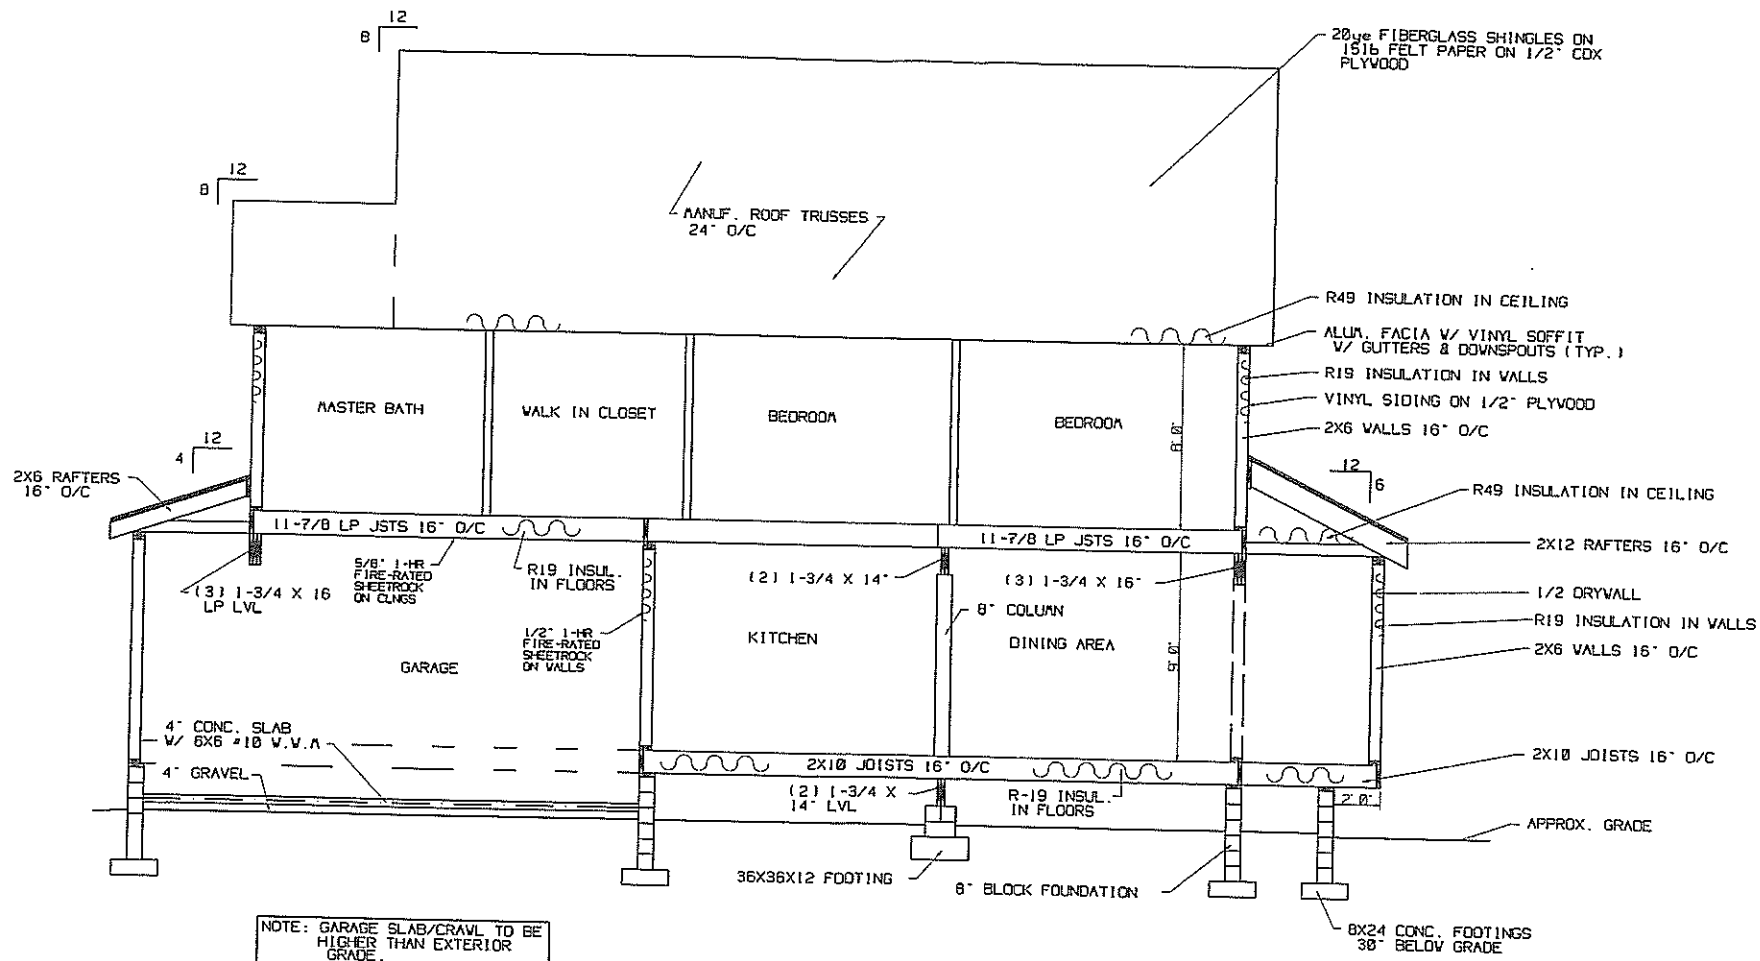 12
8
20ye FIBERGLASS SHINGLES ON
1516 FELT PAPER ON 1/2" CDX
PLYWOOD
12
8
MANUF. ROOF TRUSSES
24" O/C
R49 INSULATION IN CEILING
ALUM. FACIA W/ VINYL SOFFIT
W/ GUTTERS & DOWNSPOUTS (TYP.)
R19 INSULATION IN WALLS
VINYL SIDING ON 1/2" PLYWOOD
2X6 WALLS 16" O/C
MASTER BATH
WALK IN CLOSET
BEDROOM
BEDROOM
8'0"
12
4
12
6
2X6 RAFTERS
16" O/C
R49 INSULATION IN CEILING
11-7/8 LP JSTS 16" O/C
11-7/8 LP JSTS 16" O/C
2X12 RAFTERS 16" O/C
5/8" 1-HR
FIRE-RATED
SHEETROCK
ON CLNGS
R19 INSUL.
IN FLOORS
(2) 1-3/4 X 14"
(3) 1-3/4 X 16"
(3) 1-3/4 X 16
LP LVL
8" COLUMN
1/2 DRYWALL
R19 INSULATION IN WALLS
1/2" 1-HR
FIRE-RATED
SHEETROCK
ON WALLS
KITCHEN
DINING AREA
9'0"
2X6 WALLS 16" O/C
GARAGE
4" CONC. SLAB
W/ 6X6 #10 W.W.M
4" GRAVEL
2X10 JOISTS 16" O/C
2X10 JOISTS 16" O/C
(2) 1-3/4 X
14" LVL
R-19 INSUL.
IN FLOORS
2'0"
APPROX. GRADE
36X36X12 FOOTING
8" BLOCK FOUNDATION
8X24 CONC. FOOTINGS
30" BELOW GRADE
NOTE: GARAGE SLAB/CRAWL TO BE
HIGHER THAN EXTERIOR
GRADE.